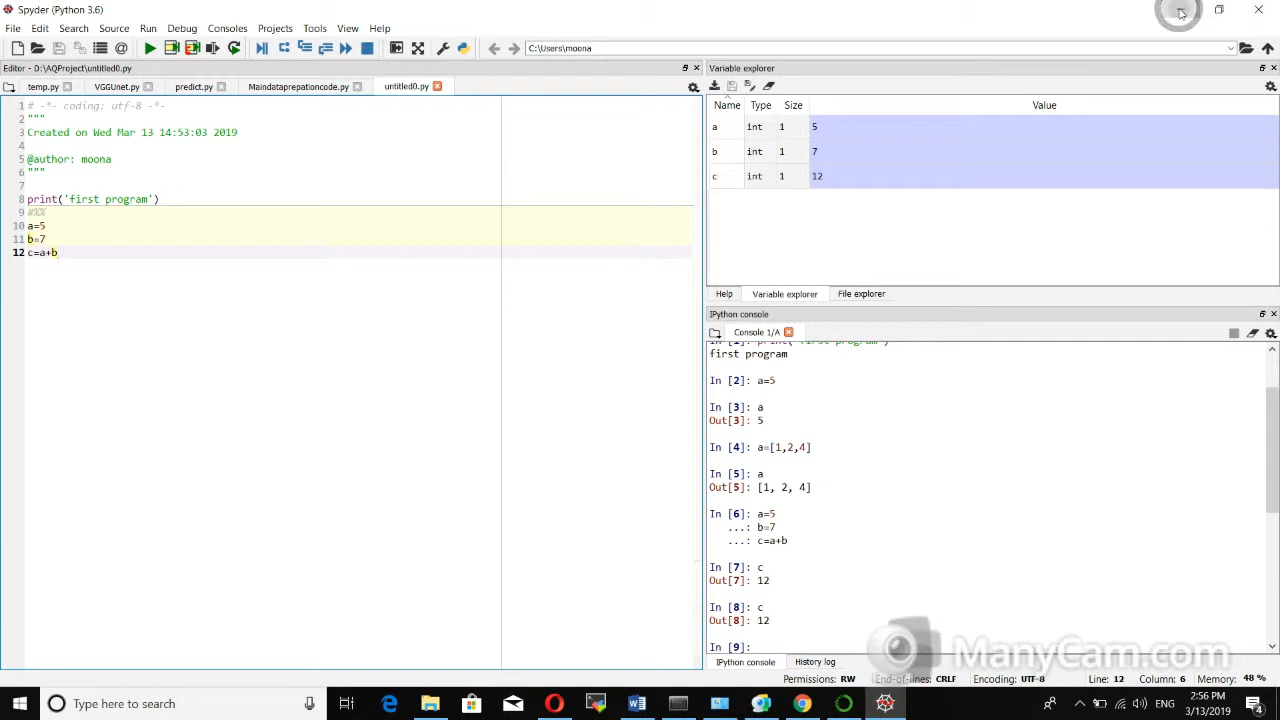 Spyder (Python 3.6)
File Edit Search Source Run Debug Consoles Projects Tools View Help
C:\Users\moona
Editor - D:\AQProject\untitled0.py
temp.py VGGUnet.py predict.py Maindataprepationcode.py untitled0.py
1 # -*- coding: utf-8 -*-
2 """
3 Created on Wed Mar 13 14:53:03 2019
4
5 @author: moona
6 """
7
8 print('first program')
9 #%%
10 a=5
11 b=7
12 c=a+b
Variable explorer
Name Type Size Value
a int 1 5
b int 1 7
c int 1 12
Help Variable explorer File explorer
IPython console
Console 1/A
In [1]: print('first program')
first program
In [2]: a=5
In [3]: a
Out[3]: 5
In [4]: a=[1,2,4]
In [5]: a
Out[5]: [1, 2, 4]
In [6]: a=5
...: b=7
...: c=a+b
In [7]: c
Out[7]: 12
In [8]: c
Out[8]: 12
In [9]:
ManyCam.com
IPython console History log
Permissions: RW End-of-lines: CRLF Encoding: UTF-8 Line: 12 Column: 6 Memory: 48 %
Type here to search
2:56 PM
3/13/2019